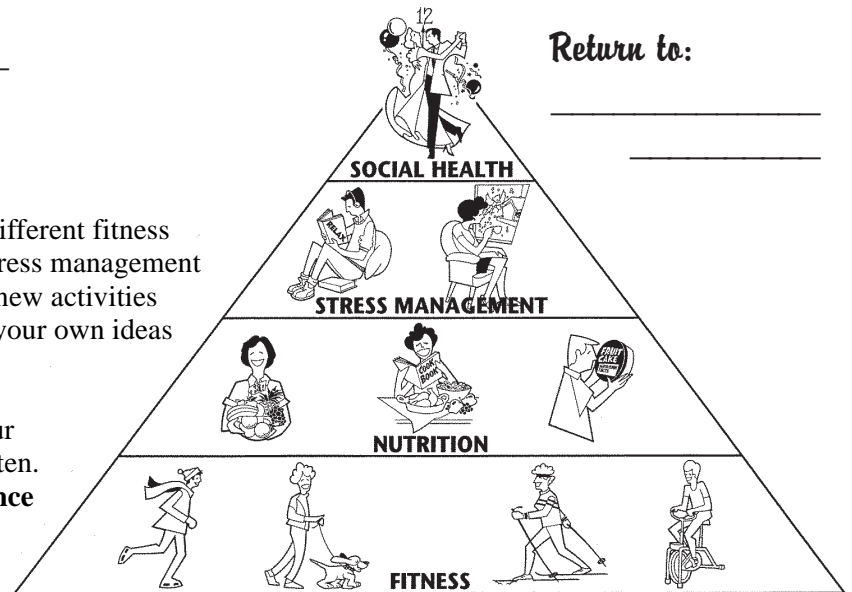 12
Return to:
SOCIAL HEALTH
ifferent fitness
ress management
new activities
your own ideas
RELAX
STRESS MANAGEMENT
ur
ten.
nce
COOK
BOOK
FRUIT
CAKE
NUTRITION
FITNESS